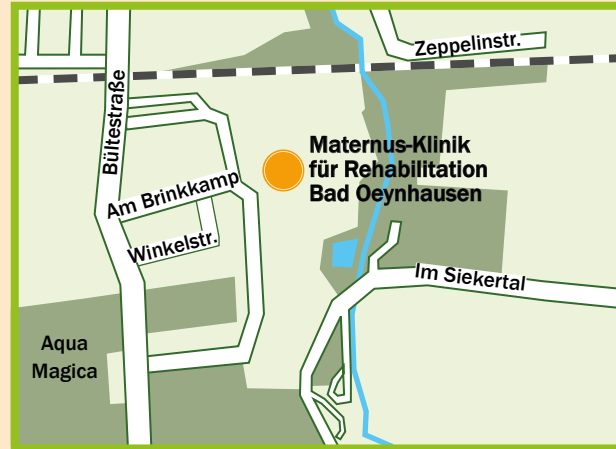 Zeppelinstr.
Bültestraße
Maternus-Klinik
für Rehabilitation
Bad Oeynhausen
Am Brinkkamp
Winkelstr.
Im Siekertal
Aqua
Magica